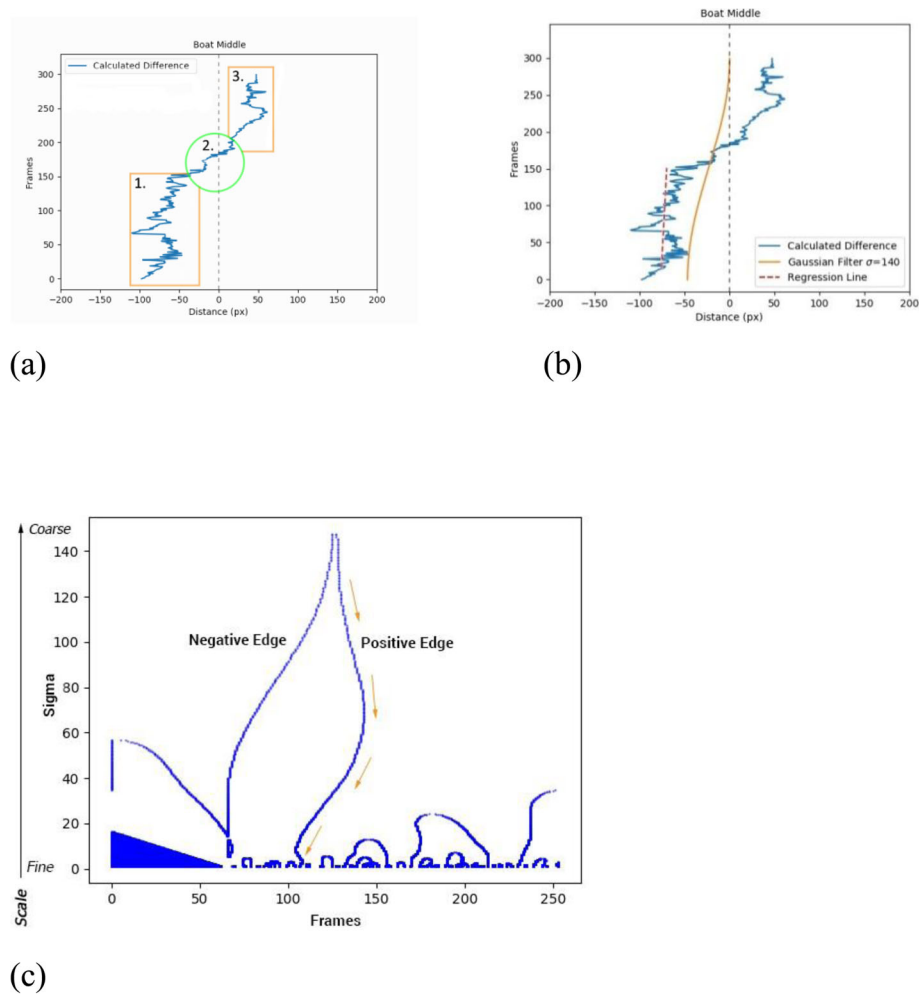 Boat Middle
Calculated Difference
1.
2.
3.
300
250
200
150
100
50
0
Frames
−200 −150 −100 −50 0 50 100 150 200
Distance (px)
(a)
Boat Middle
300
250
200
150
100
50
0
Frames
Calculated Difference
Gaussian Filter σ=140
Regression Line
−200 −150 −100 −50 0 50 100 150 200
Distance (px)
(b)
Coarse
140
120
100
80
60
40
20
0
Sigma
Negative Edge
Positive Edge
Fine
Scale
0 50 100 150 200 250
Frames
(c)